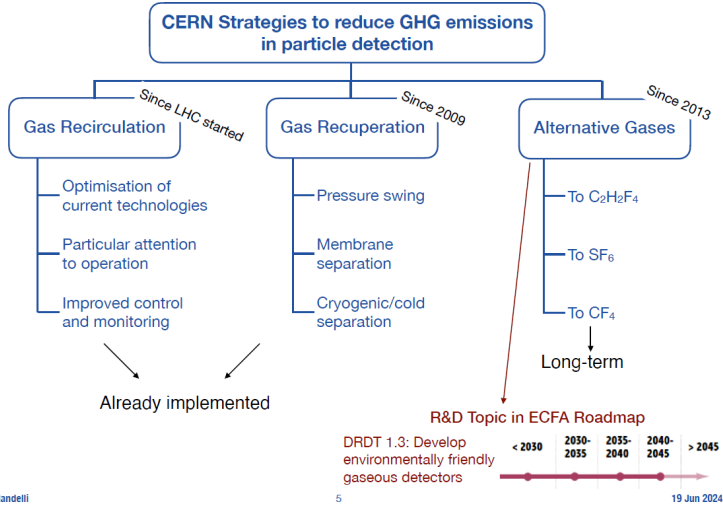 CERN Strategies to reduce GHG emissions
in particle detection
Gas Recirculation
Since LHC started
Gas Recuperation
Since 2009
Alternative Gases
Since 2013
Optimisation of
current technologies
Particular attention
to operation
Improved control
and monitoring
Pressure swing
Membrane
separation
Cryogenic/cold
separation
To C₂H₂F₄
To SF₆
To CF₄
Already implemented
Long-term
R&D Topic in ECFA Roadmap
DRDT 1.3: Develop
environmentally friendly
gaseous detectors
< 2030
2030-
2035
2035-
2040
2040-
2045
> 2045
andelli
5
19 Jun 2024